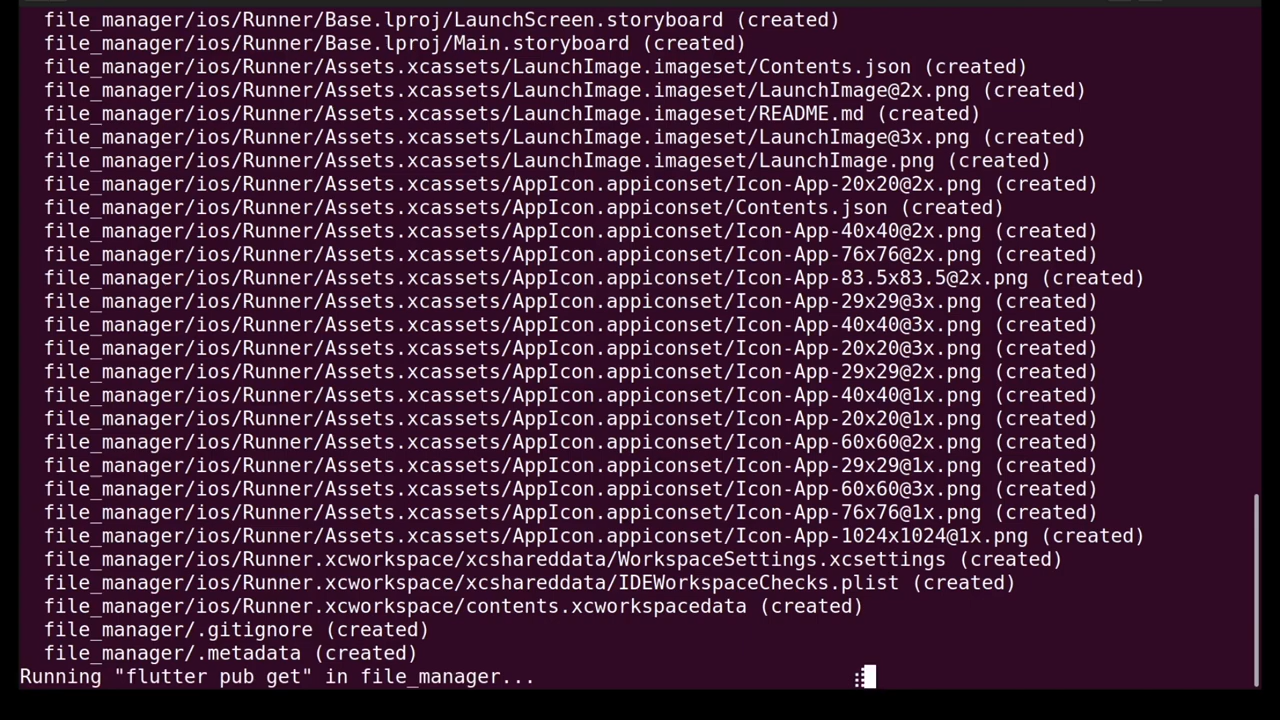 file_manager/ios/Runner/Base.lproj/LaunchScreen.storyboard (created)
file_manager/ios/Runner/Base.lproj/Main.storyboard (created)
file_manager/ios/Runner/Assets.xcassets/LaunchImage.imageset/Contents.json (created)
file_manager/ios/Runner/Assets.xcassets/LaunchImage.imageset/LaunchImage@2x.png (created)
file_manager/ios/Runner/Assets.xcassets/LaunchImage.imageset/README.md (created)
file_manager/ios/Runner/Assets.xcassets/LaunchImage.imageset/LaunchImage@3x.png (created)
file_manager/ios/Runner/Assets.xcassets/LaunchImage.imageset/LaunchImage.png (created)
file_manager/ios/Runner/Assets.xcassets/AppIcon.appiconset/Icon-App-20x20@2x.png (created)
file_manager/ios/Runner/Assets.xcassets/AppIcon.appiconset/Contents.json (created)
file_manager/ios/Runner/Assets.xcassets/AppIcon.appiconset/Icon-App-40x40@2x.png (created)
file_manager/ios/Runner/Assets.xcassets/AppIcon.appiconset/Icon-App-76x76@2x.png (created)
file_manager/ios/Runner/Assets.xcassets/AppIcon.appiconset/Icon-App-83.5x83.5@2x.png (created)
file_manager/ios/Runner/Assets.xcassets/AppIcon.appiconset/Icon-App-29x29@3x.png (created)
file_manager/ios/Runner/Assets.xcassets/AppIcon.appiconset/Icon-App-40x40@3x.png (created)
file_manager/ios/Runner/Assets.xcassets/AppIcon.appiconset/Icon-App-20x20@3x.png (created)
file_manager/ios/Runner/Assets.xcassets/AppIcon.appiconset/Icon-App-29x29@2x.png (created)
file_manager/ios/Runner/Assets.xcassets/AppIcon.appiconset/Icon-App-40x40@1x.png (created)
file_manager/ios/Runner/Assets.xcassets/AppIcon.appiconset/Icon-App-20x20@1x.png (created)
file_manager/ios/Runner/Assets.xcassets/AppIcon.appiconset/Icon-App-60x60@2x.png (created)
file_manager/ios/Runner/Assets.xcassets/AppIcon.appiconset/Icon-App-29x29@1x.png (created)
file_manager/ios/Runner/Assets.xcassets/AppIcon.appiconset/Icon-App-60x60@3x.png (created)
file_manager/ios/Runner/Assets.xcassets/AppIcon.appiconset/Icon-App-76x76@1x.png (created)
file_manager/ios/Runner/Assets.xcassets/AppIcon.appiconset/Icon-App-1024x1024@1x.png (created)
file_manager/ios/Runner.xcworkspace/xcshareddata/WorkspaceSettings.xcsettings (created)
file_manager/ios/Runner.xcworkspace/xcshareddata/IDEWorkspaceChecks.plist (created)
file_manager/ios/Runner.xcworkspace/contents.xcworkspacedata (created)
file_manager/.gitignore (created)
file_manager/.metadata (created)
Running "flutter pub get" in file_manager...